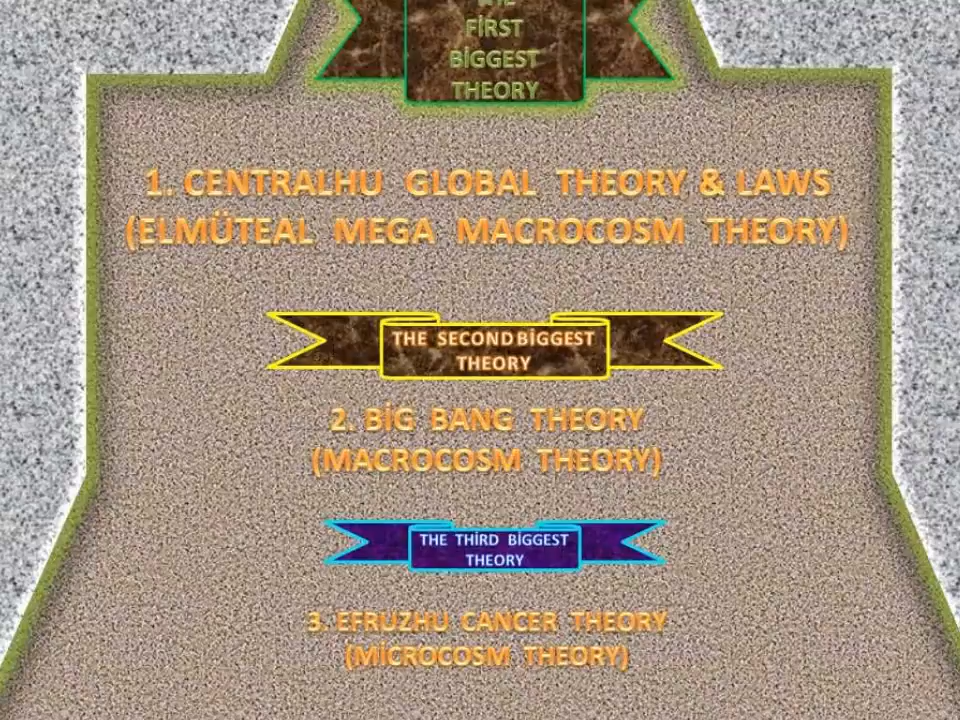 THE
FİRST
BİGGEST
THEORY
1. CENTRALHU GLOBAL THEORY & LAWS
(ELMÜTEAL MEGA MACROCOSM THEORY)
THE SECOND BİGGEST
THEORY
2. BİG BANG THEORY
(MACROCOSM THEORY)
THE THİRD BİGGEST
THEORY
3. EFRUZHU CANCER THEORY
(MİCROCOSM THEORY)